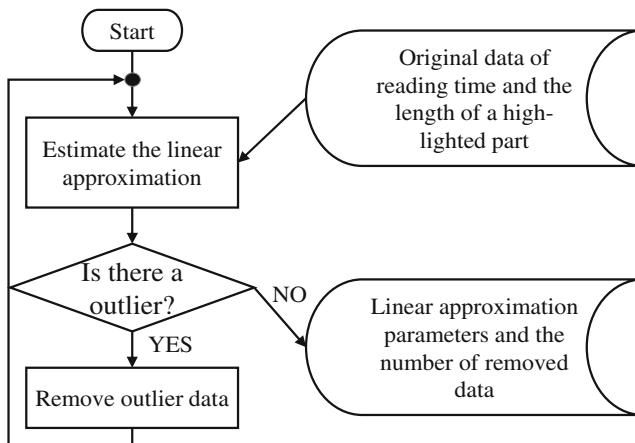 Start
Original data of
reading time and the
length of a high-
lighted part
Estimate the linear
approximation
Is there a
outlier?
NO
YES
Linear approximation
parameters and the
number of removed
data
Remove outlier data